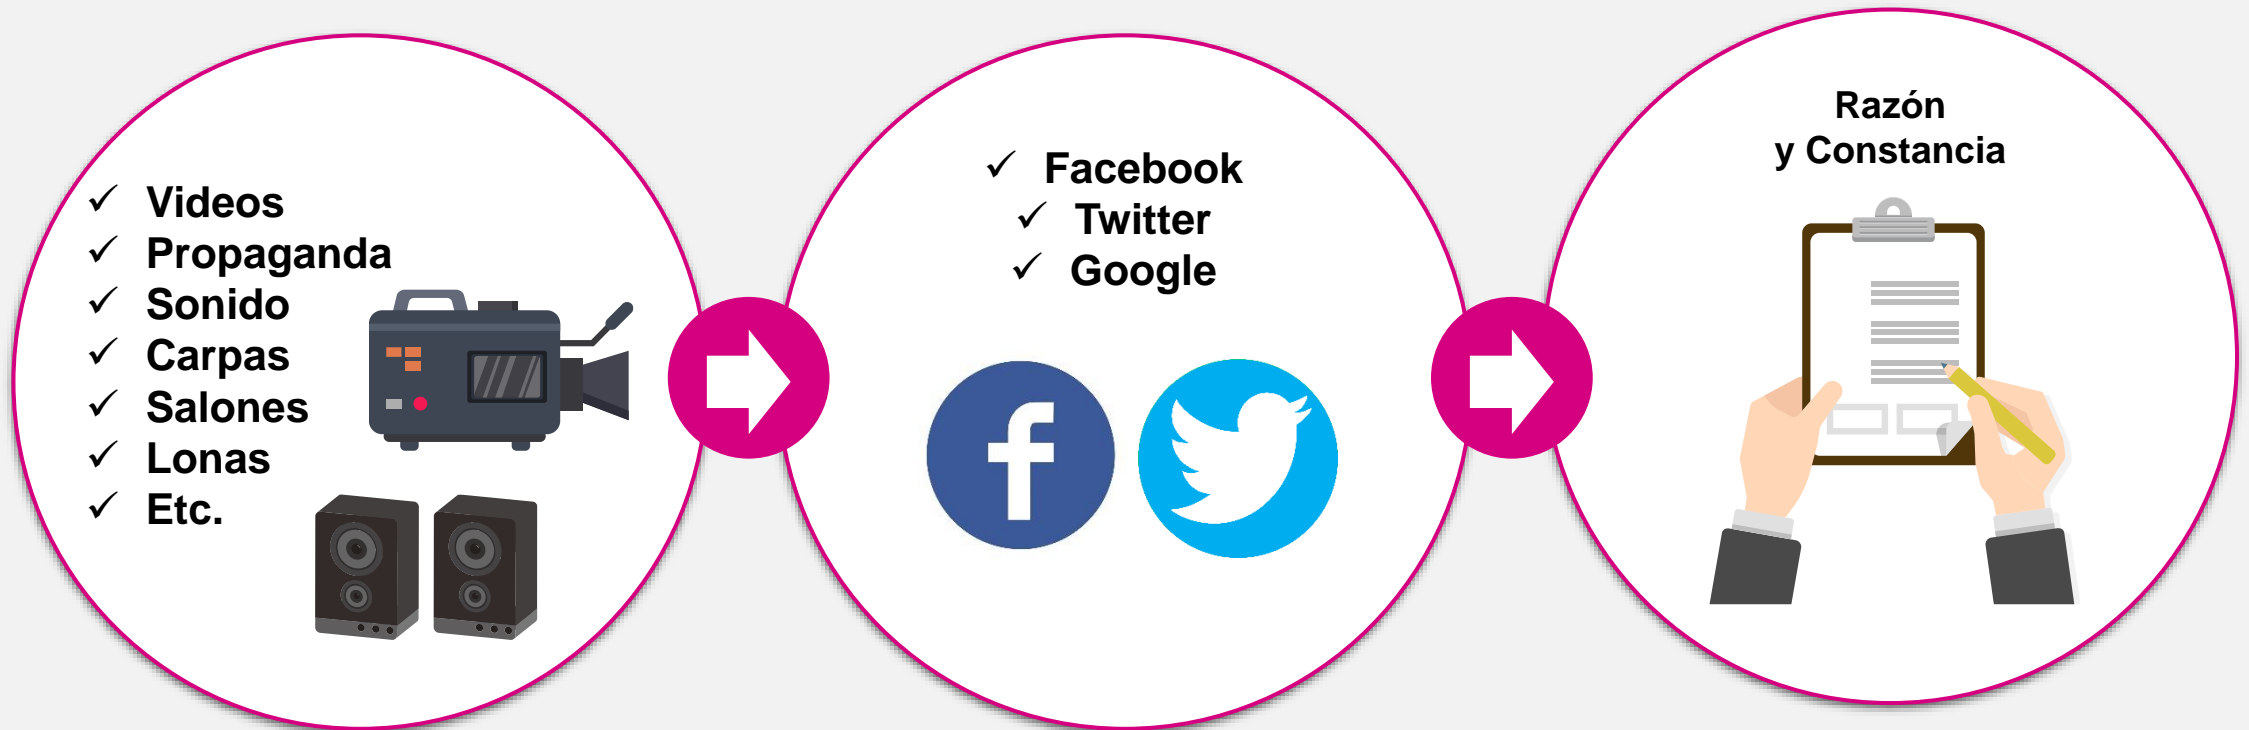 ✓ Videos
✓ Propaganda
✓ Sonido
✓ Carpas
✓ Salones
✓ Lonas
✓ Etc.
✓ Facebook
✓ Twitter
✓ Google
f
Razón
y Constancia